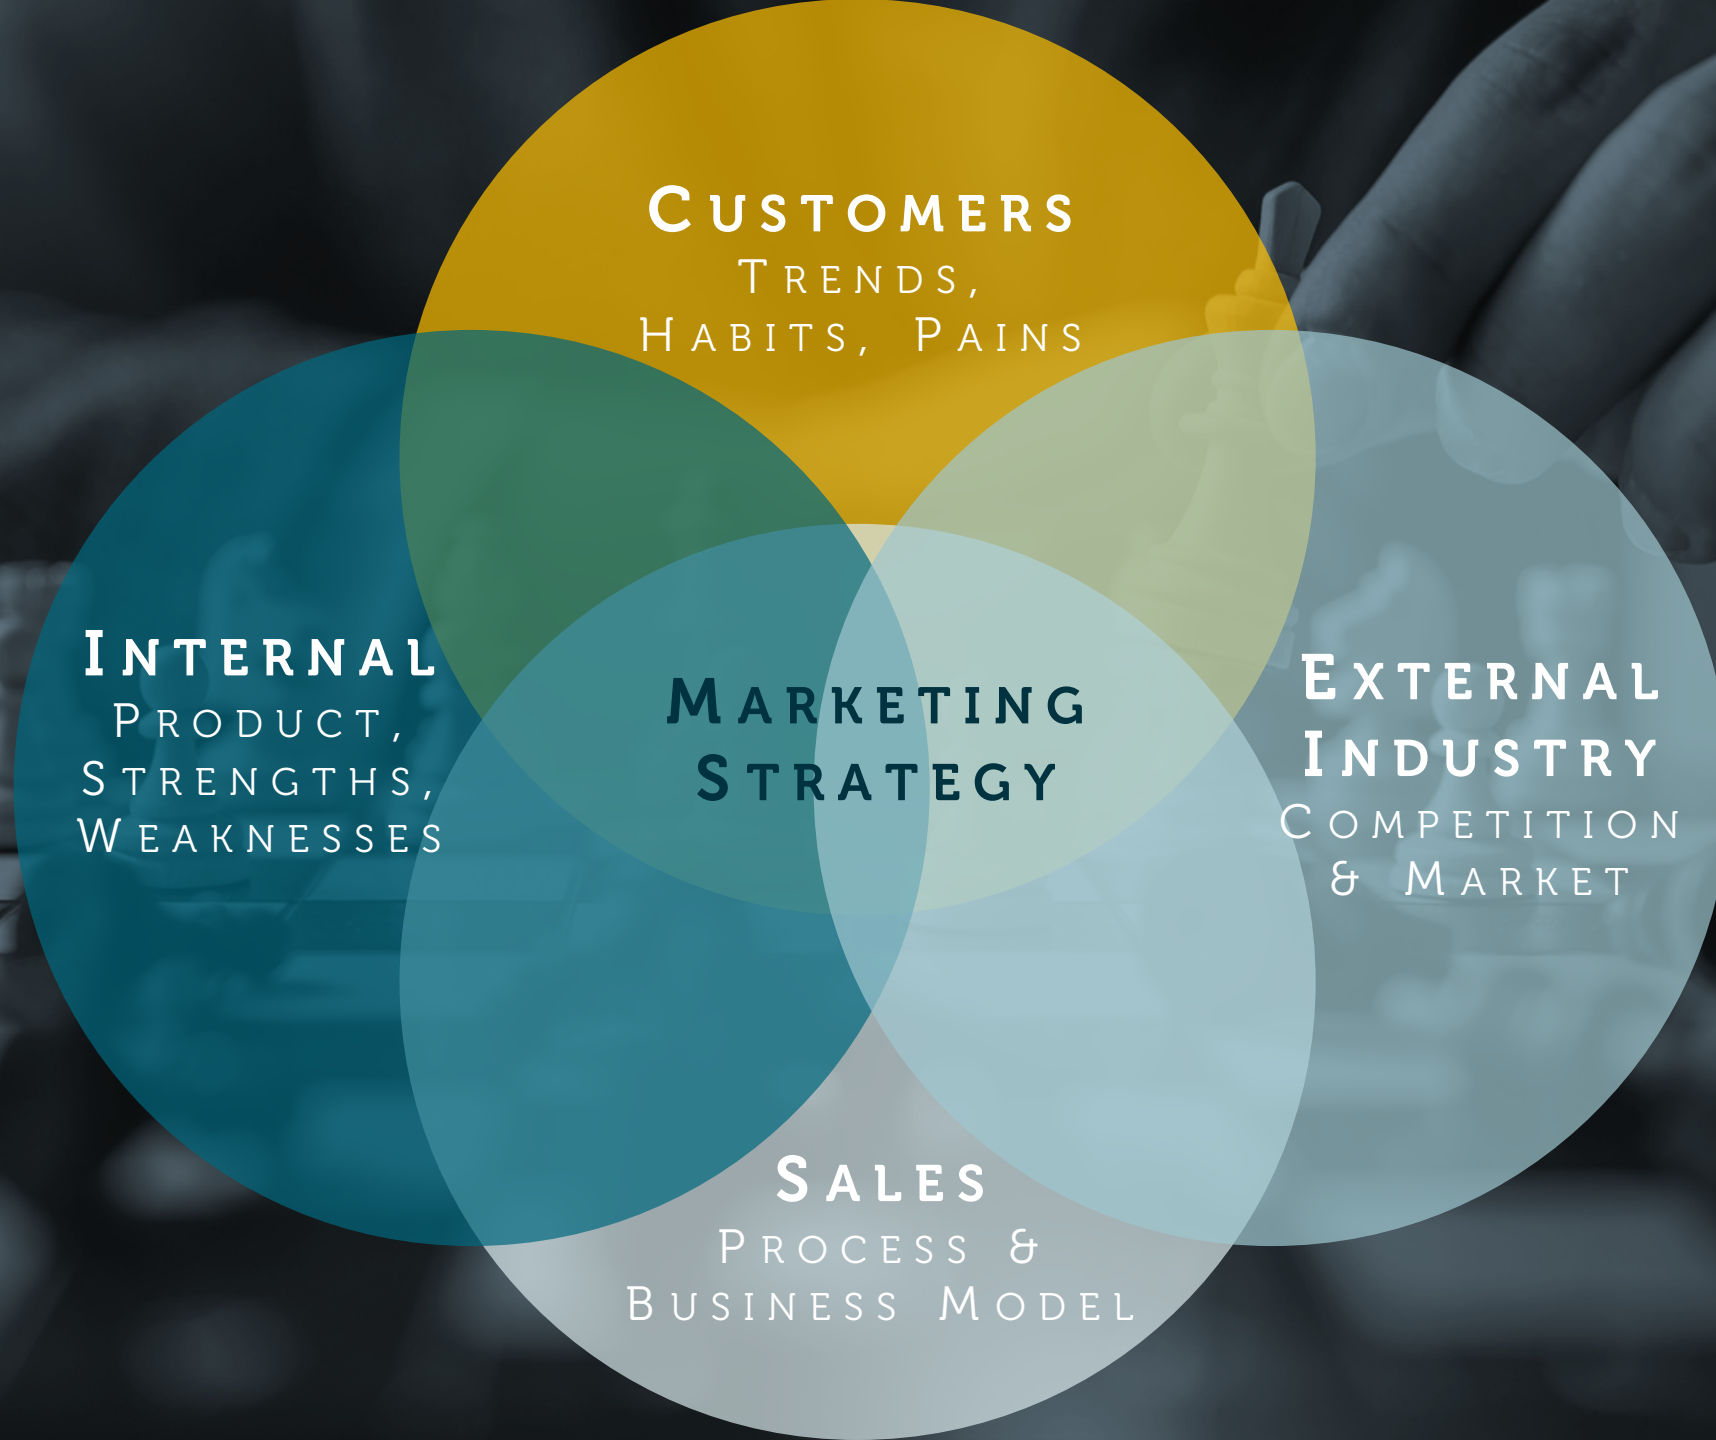 Customers
Trends,
Habits, Pains
Internal
Product,
Strengths,
Weaknesses
Marketing
Strategy
External
Industry
Competition
& Market
Sales
Process &
Business Model